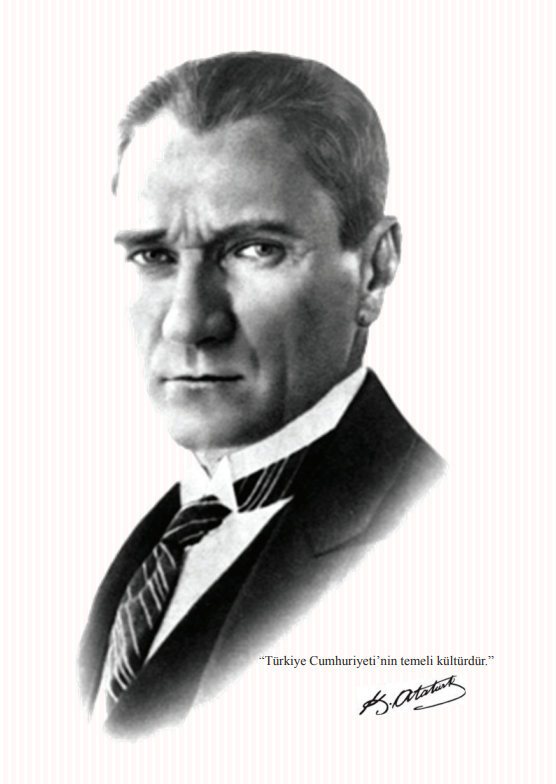 “Türkiye Cumhuriyeti’nin temeli kültürdür.”
K. Atatürk